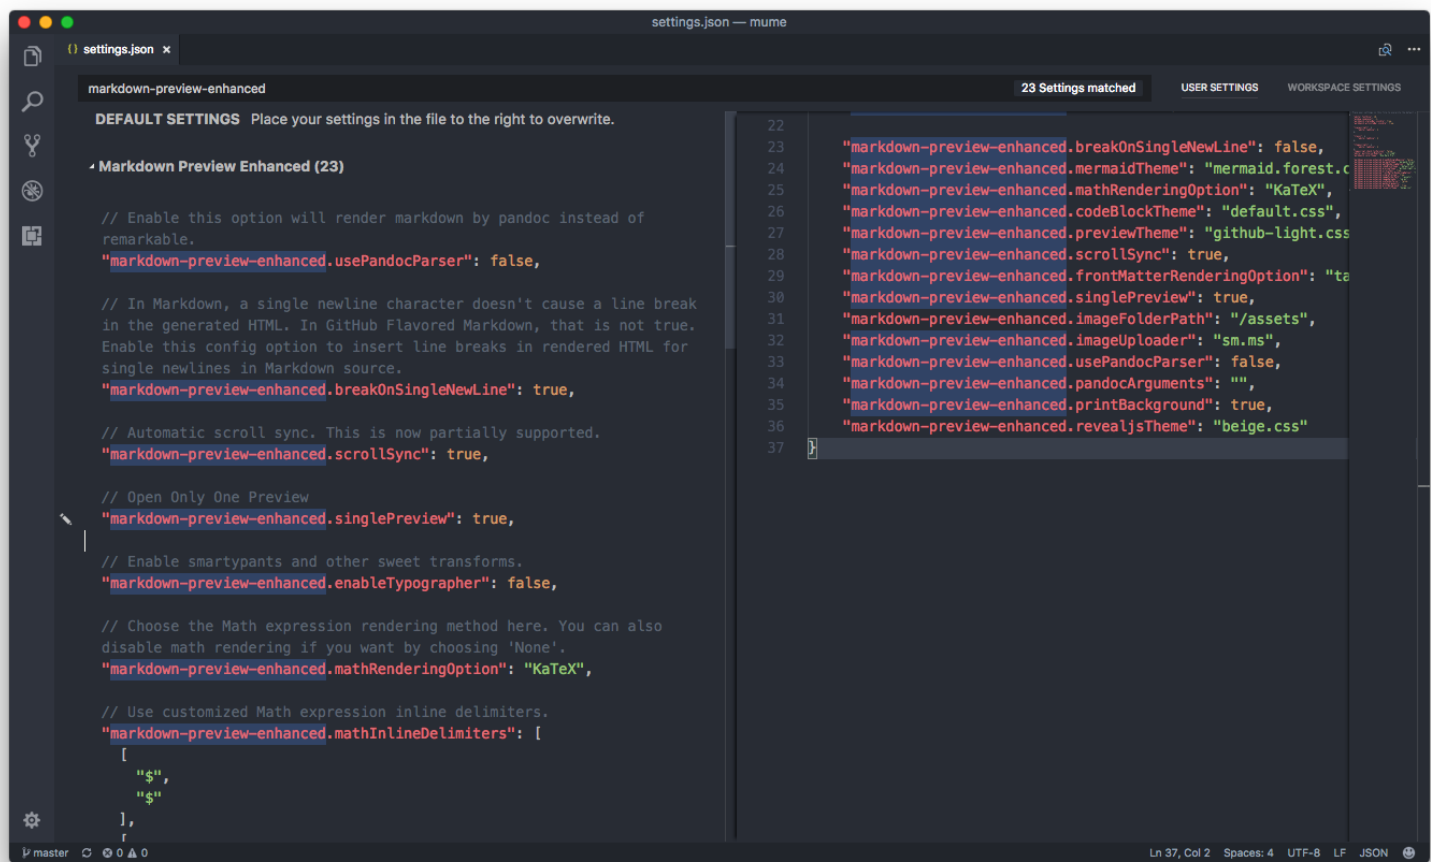 settings.json — mume
{} settings.json ×
markdown-preview-enhanced
23 Settings matched
USER SETTINGS
WORKSPACE SETTINGS
DEFAULT SETTINGS Place your settings in the file to the right to overwrite.
Markdown Preview Enhanced (23)
// Enable this option will render markdown by pandoc instead of
remarkable.
"markdown-preview-enhanced.usePandocParser": false,
// In Markdown, a single newline character doesn't cause a line break
in the generated HTML. In GitHub Flavored Markdown, that is not true.
Enable this config option to insert line breaks in rendered HTML for
single newlines in Markdown source.
"markdown-preview-enhanced.breakOnSingleNewLine": true,
// Automatic scroll sync. This is now partially supported.
"markdown-preview-enhanced.scrollSync": true,
// Open Only One Preview
"markdown-preview-enhanced.singlePreview": true,
// Enable smartypants and other sweet transforms.
"markdown-preview-enhanced.enableTypographer": false,
// Choose the Math expression rendering method here. You can also
disable math rendering if you want by choosing 'None'.
"markdown-preview-enhanced.mathRenderingOption": "KaTeX",
// Use customized Math expression inline delimiters.
"markdown-preview-enhanced.mathInlineDelimiters": [
[
"$",
"$"
],
[
22
23 "markdown-preview-enhanced.breakOnSingleNewLine": false,
24 "markdown-preview-enhanced.mermaidTheme": "mermaid.forest.c
25 "markdown-preview-enhanced.mathRenderingOption": "KaTeX",
26 "markdown-preview-enhanced.codeBlockTheme": "default.css",
27 "markdown-preview-enhanced.previewTheme": "github-light.css
28 "markdown-preview-enhanced.scrollSync": true,
29 "markdown-preview-enhanced.frontMatterRenderingOption": "ta
30 "markdown-preview-enhanced.singlePreview": true,
31 "markdown-preview-enhanced.imageFolderPath": "/assets",
32 "markdown-preview-enhanced.imageUploader": "sm.ms",
33 "markdown-preview-enhanced.usePandocParser": false,
34 "markdown-preview-enhanced.pandocArguments": "",
35 "markdown-preview-enhanced.printBackground": true,
36 "markdown-preview-enhanced.revealjsTheme": "beige.css"
37 }
master 0 0
Ln 37, Col 2 Spaces: 4 UTF-8 LF JSON